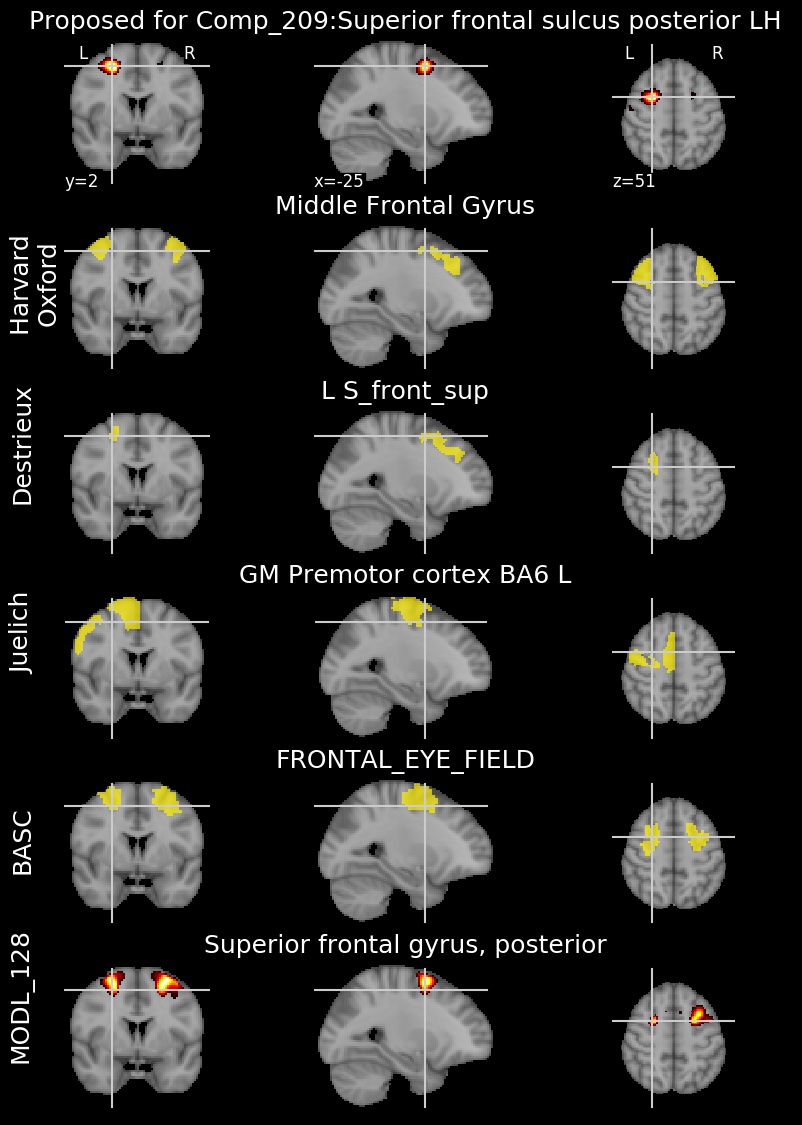 Proposed for Comp_209:Superior frontal sulcus posterior LH
L R
L R
y=2
x=-25
z=51
Middle Frontal Gyrus
Harvard
Oxford
L S_front_sup
Destrieux
GM Premotor cortex BA6 L
Juelich
FRONTAL_EYE_FIELD
BASC
Superior frontal gyrus, posterior
MODL_128